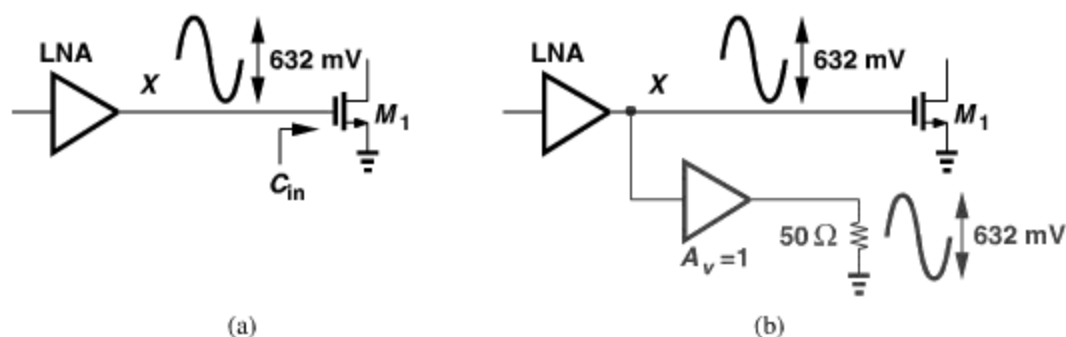 LNA
X
632 mV
M1
Cin
(a)
LNA
X
632 mV
M1
Av=1
50 Ω
632 mV
(b)